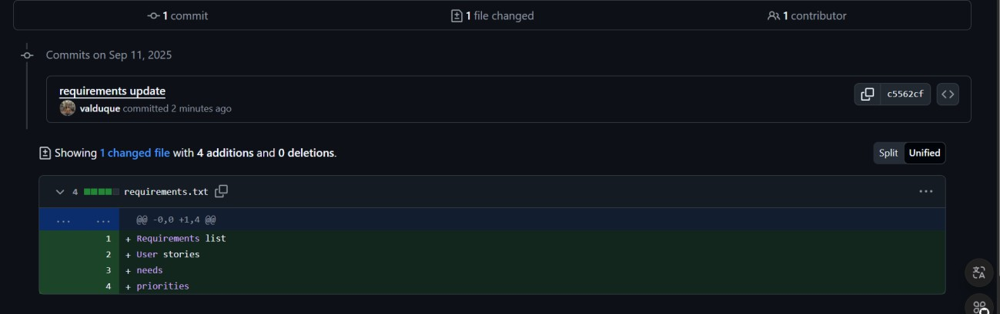 1 commit
1 file changed
1 contributor
Commits on Sep 11, 2025
requirements update
c5562cf
valduque committed 2 minutes ago
Showing 1 changed file with 4 additions and 0 deletions.
Split Unified
4 requirements.txt
... ... @@ -0,0 +1,4 @@
1 + Requirements list
2 + User stories
3 + needs
4 + priorities